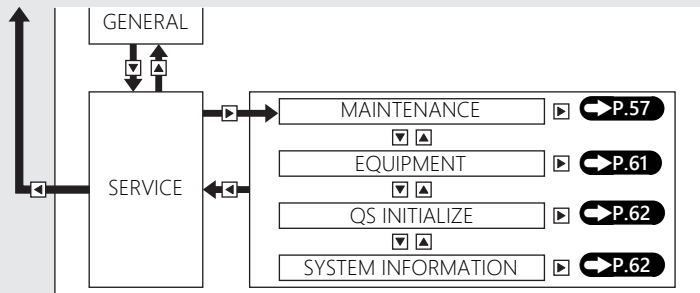 GENERAL
SERVICE
MAINTENANCE P.57
EQUIPMENT P.61
QS INITIALIZE P.62
SYSTEM INFORMATION P.62